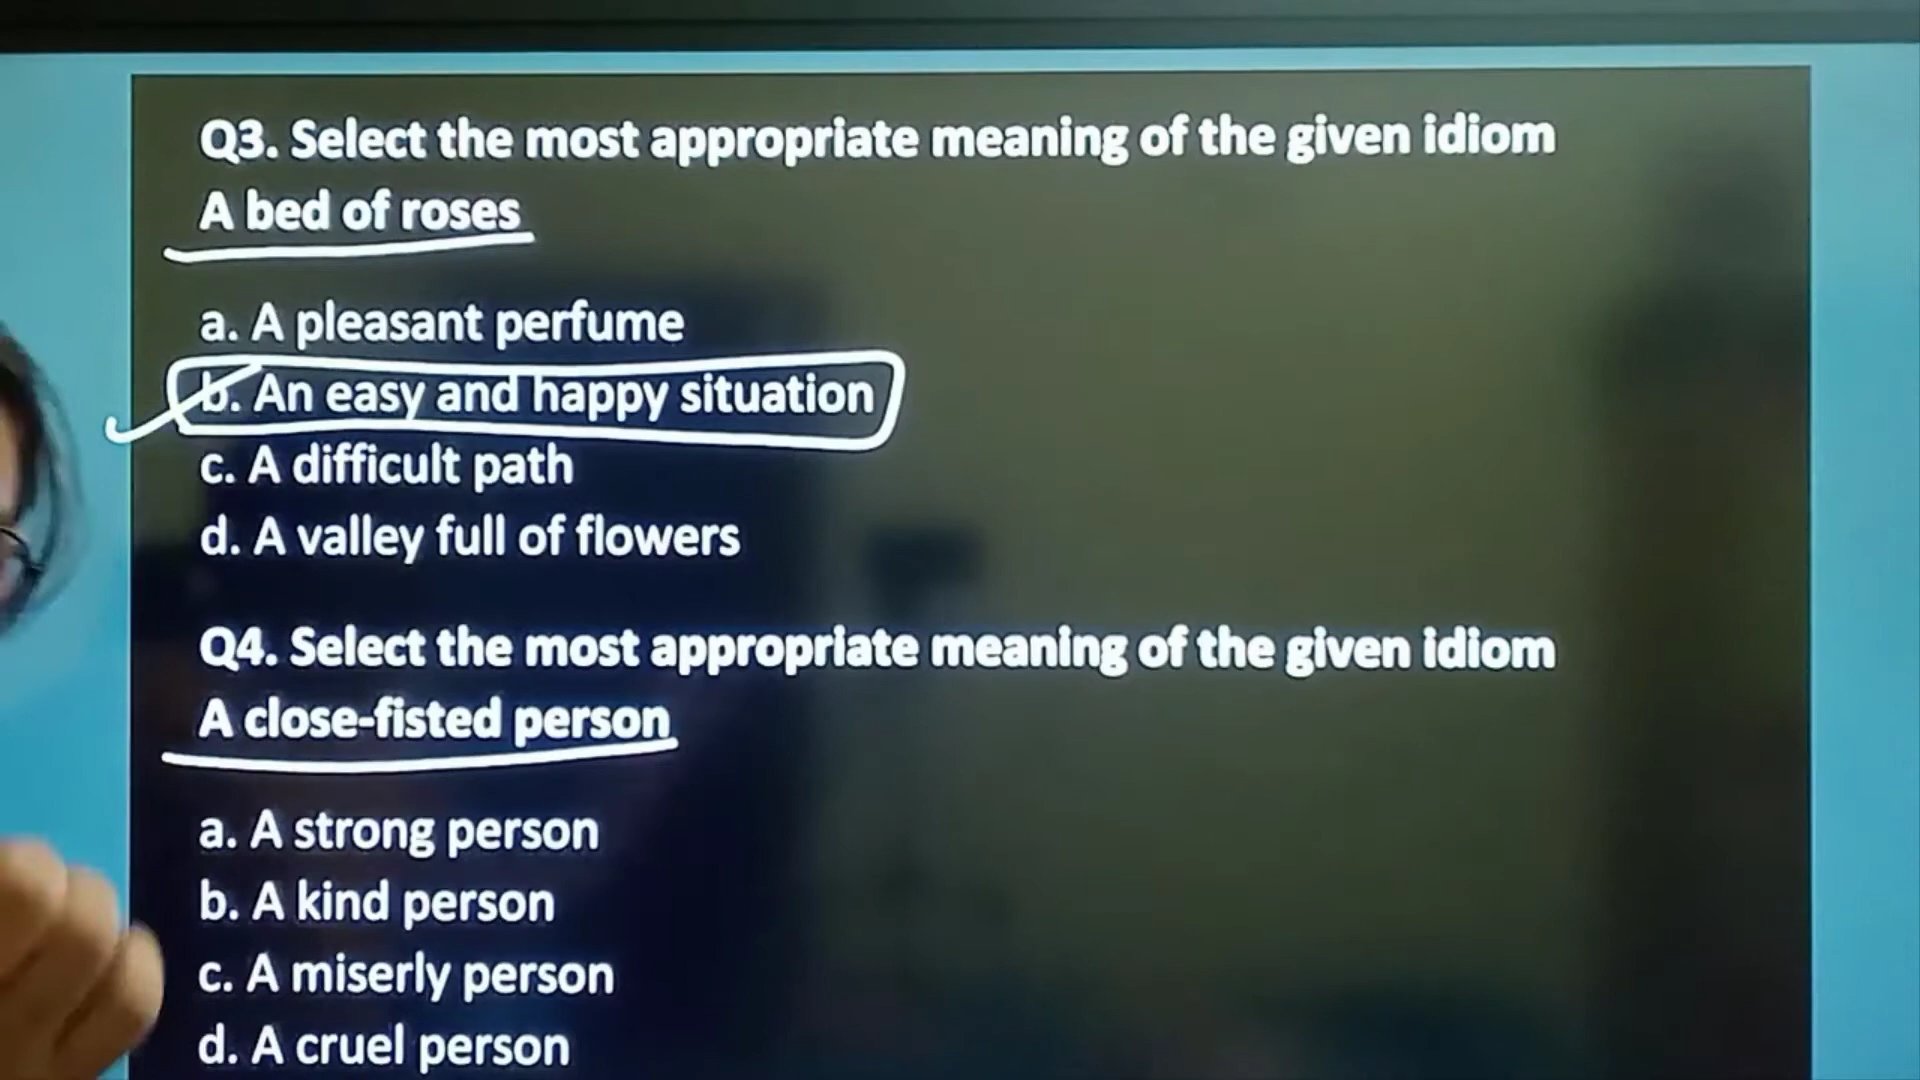 Q3. Select the most appropriate meaning of the given idiom
A bed of roses
a. A pleasant perfume
b. An easy and happy situation
c. A difficult path
d. A valley full of flowers
Q4. Select the most appropriate meaning of the given idiom
A close-fisted person
a. A strong person
b. A kind person
c. A miserly person
d. A cruel person